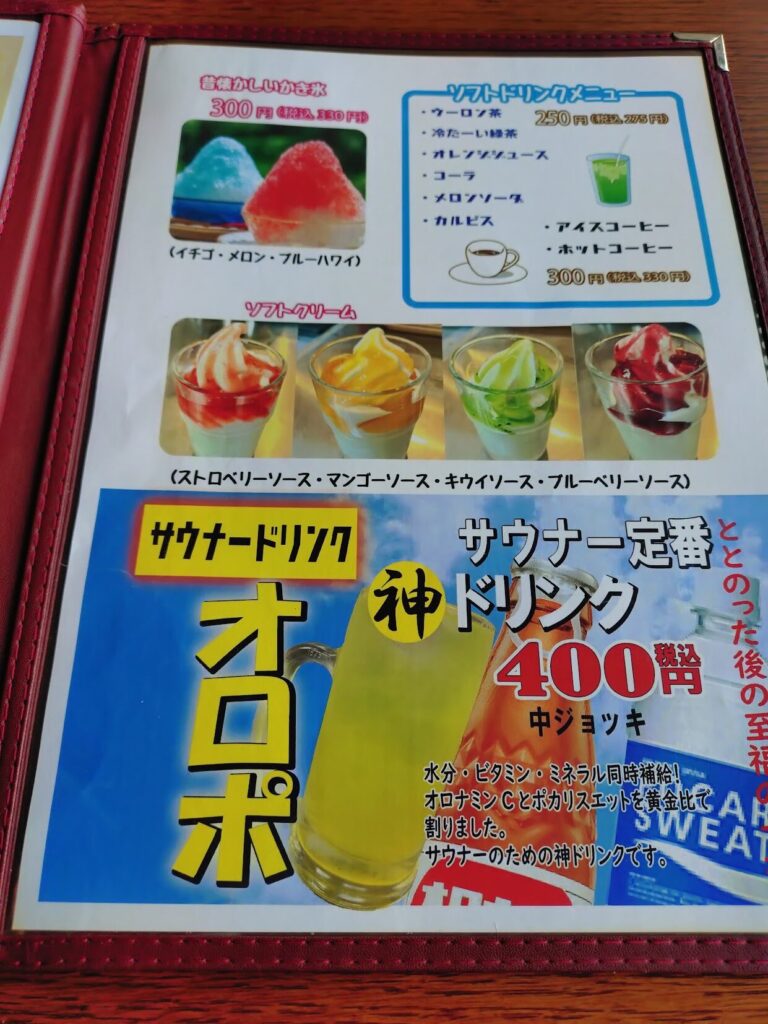 昔懐かしいかき氷
300円(税込330円)
(イチゴ・メロン・ブルーハワイ)
ソフトドリンクメニュー
・ウーロン茶 250円(税込275円)
・冷たーい緑茶
・オレンジジュース
・コーラ
・メロンソーダ
・カルピス
・アイスコーヒー
・ホットコーヒー
300円(税込330円)
ソフトクリーム
(ストロベリーソース・マンゴーソース・キウイソース・ブルーベリーソース)
サウナードリンク
オロポ
サウナー定番
神ドリンク
400円税込
中ジョッキ
ととのった後の至福の
水分・ビタミン・ミネラル同時補給!
オロナミンCとポカリスエットを黄金比で
割りました。
サウナーのための神ドリンクです。
SWEAT